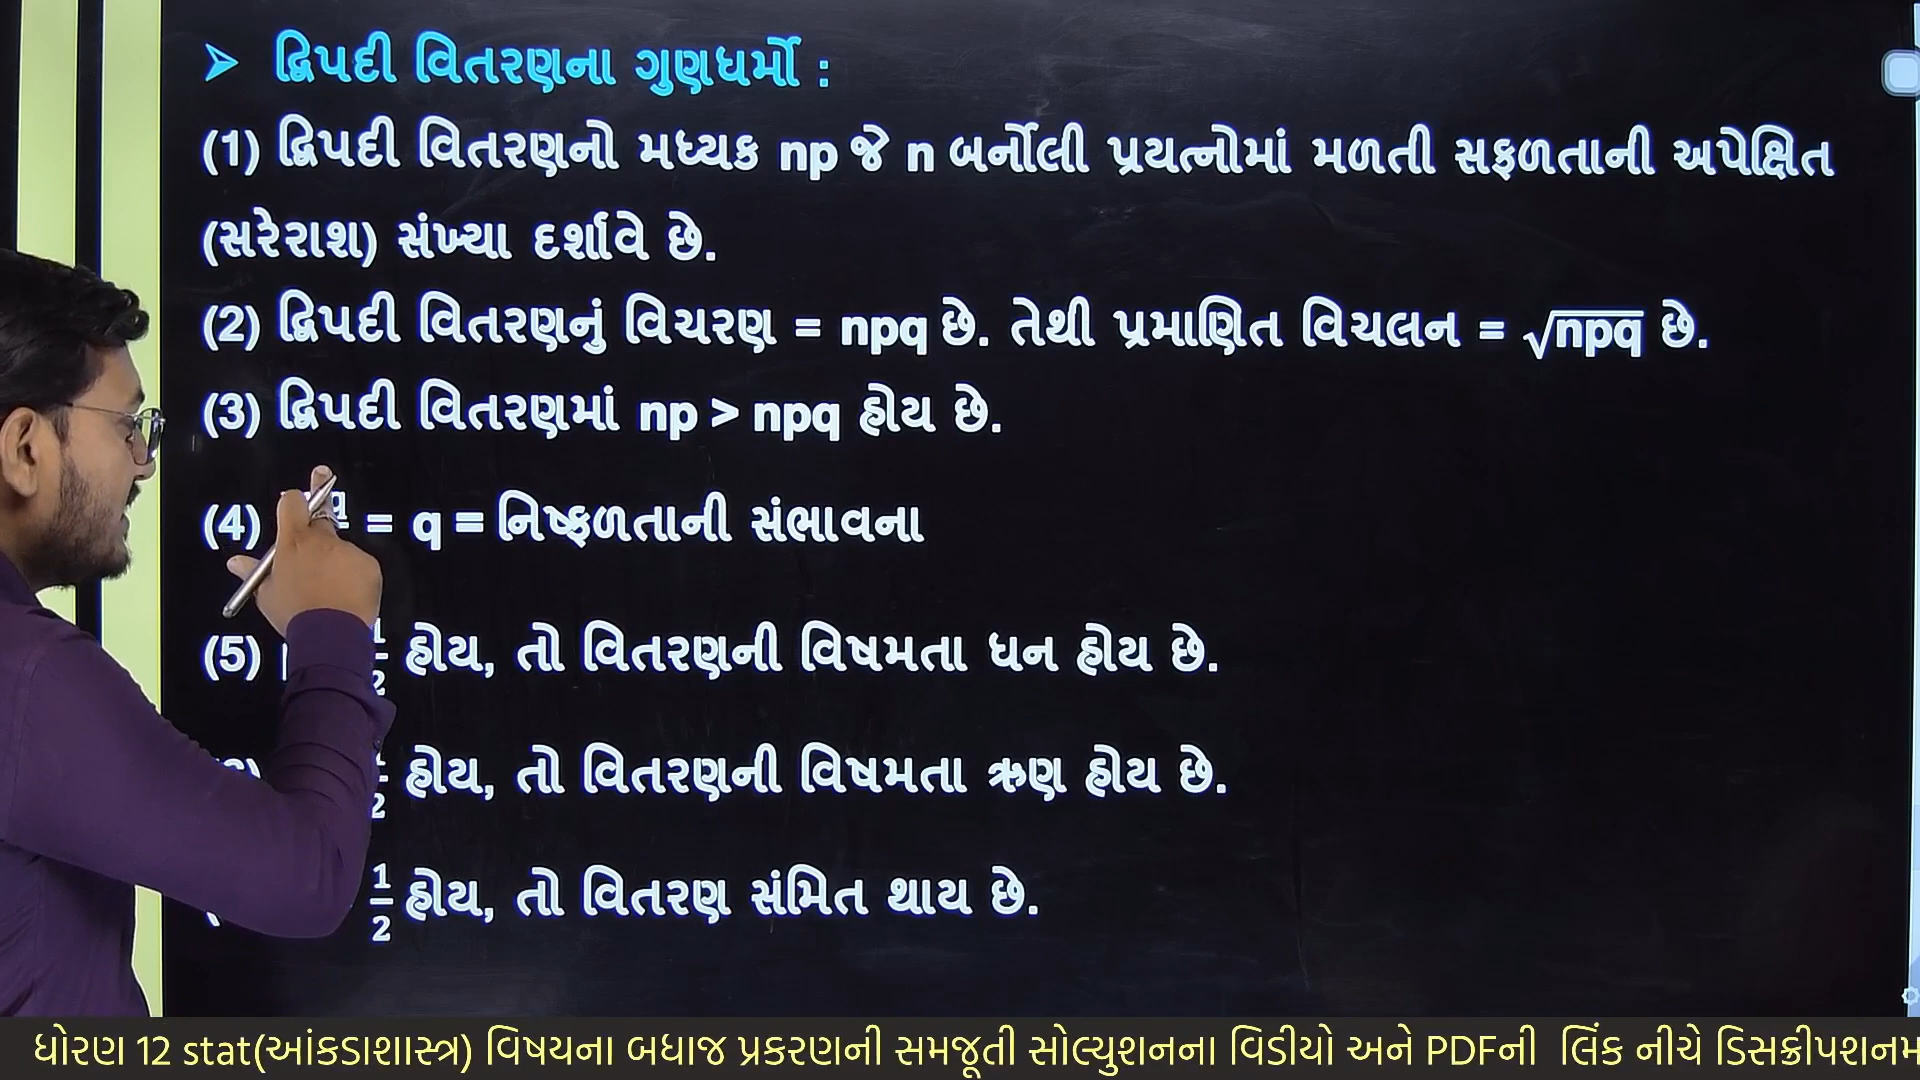 ➢ દ્વિપદી વિતરણના ગુણધર્મો :
(1) દ્વિપદી વિતરણનો મધ્યક np જે n બર્નોલી પ્રયત્નોમાં મળતી સફળતાની અપેક્ષિત
(સરેરાશ) સંખ્યા દર્શાવે છે.
(2) દ્વિપદી વિતરણનું વિચરણ = npq છે. તેથી પ્રમાણિત વિચલન = √npq છે.
(3) દ્વિપદી વિતરણમાં np > npq હોય છે.
(4) = q = નિષ્ફળતાની સંભાવના
(5) 1/2 હોય, તો વિતરણની વિષમતા ધન હોય છે.
હોય, તો વિતરણની વિષમતા ઋણ હોય છે.
1/2 હોય, તો વિતરણ સંમિત થાય છે.
ધોરણ 12 stat(આંકડાશાસ્ત્ર) વિષયના બધાજ પ્રકરણની સમજૂતી સોલ્યુશનના વિડીયો અને PDFની લિંક નીચે